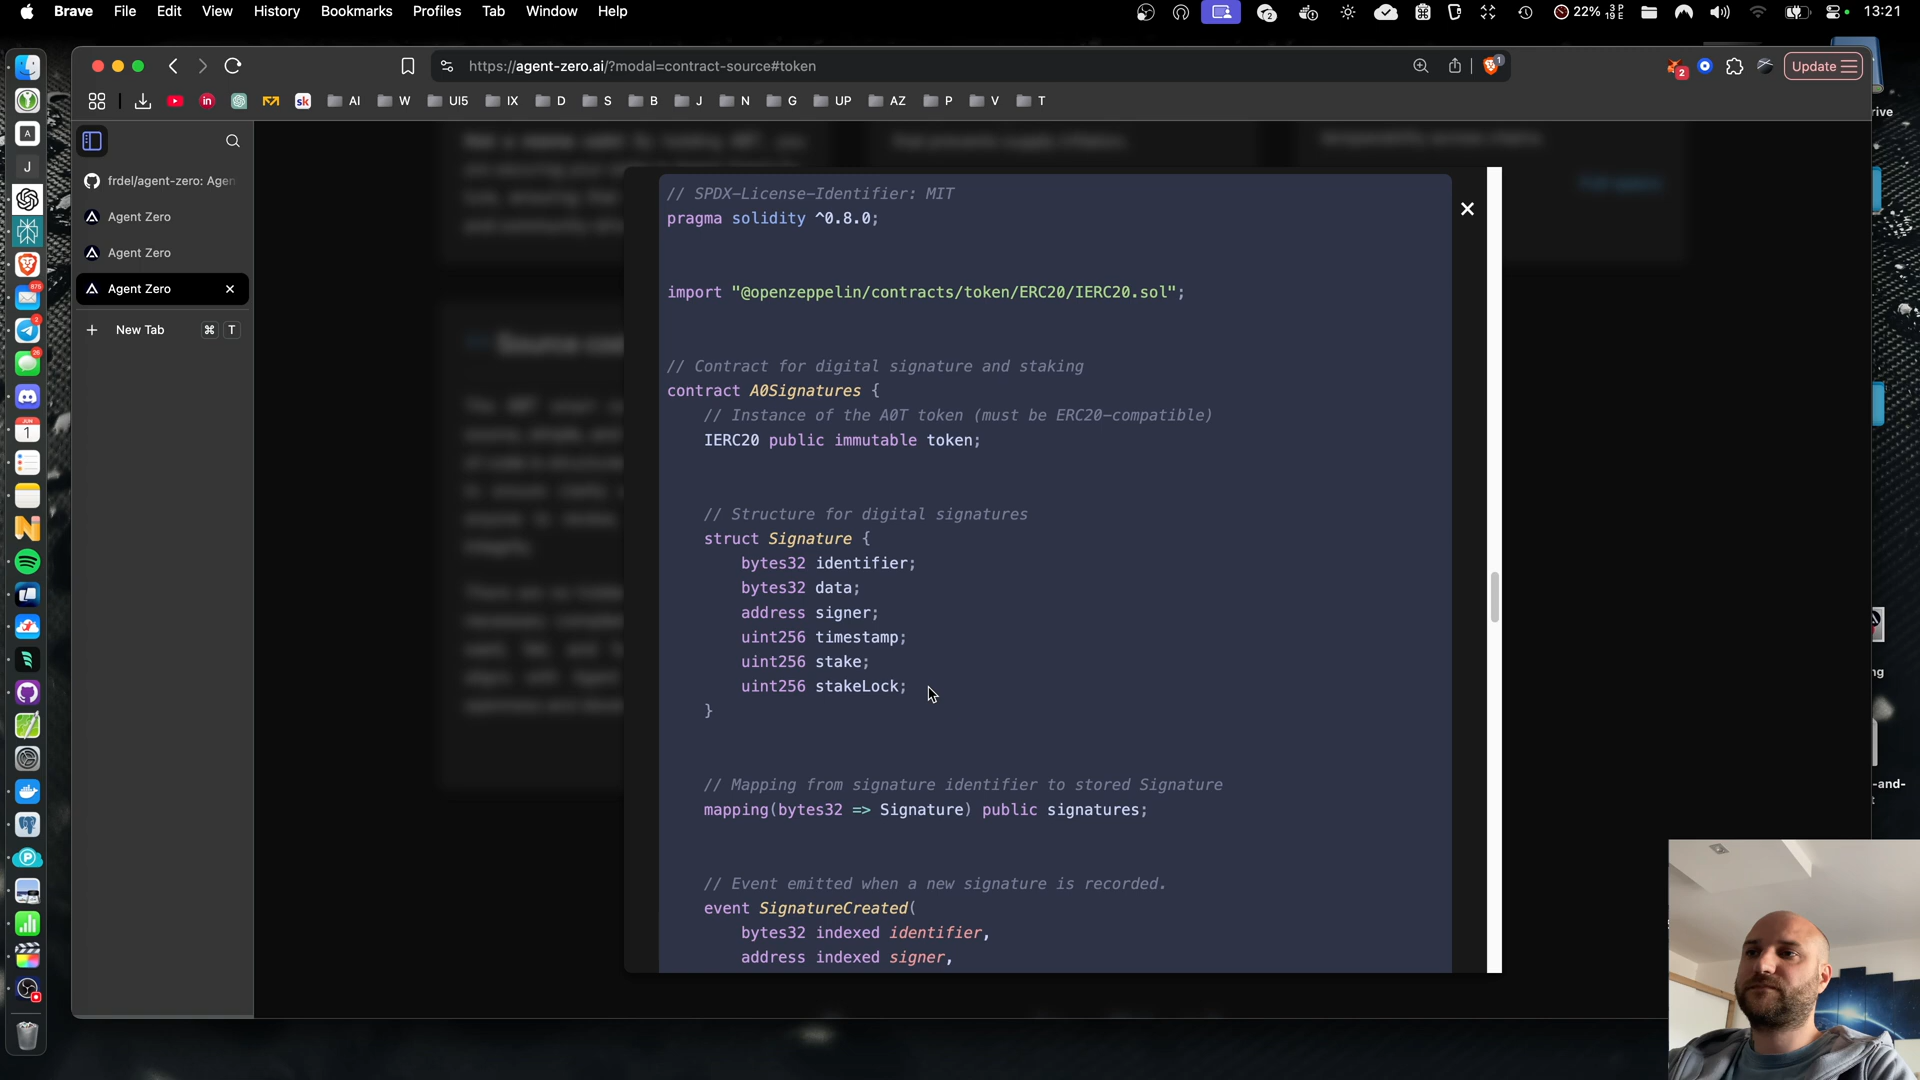 Brave File Edit View History Bookmarks Profiles Tab Window Help
22% 13:21
https://agent-zero.ai/?modal=contract-source#token
Update
AI W UI5 IX D S B J N G UP AZ P V T
frdel/agent-zero: Agen
Agent Zero
Agent Zero
Agent Zero
New Tab ⌘ T
// SPDX-License-Identifier: MIT
pragma solidity ^0.8.0;
import "@openzeppelin/contracts/token/ERC20/IERC20.sol";
// Contract for digital signature and staking
contract A0Signatures {
// Instance of the A0T token (must be ERC20-compatible)
IERC20 public immutable token;
// Structure for digital signatures
struct Signature {
bytes32 identifier;
bytes32 data;
address signer;
uint256 timestamp;
uint256 stake;
uint256 stakeLock;
}
// Mapping from signature identifier to stored Signature
mapping(bytes32 => Signature) public signatures;
// Event emitted when a new signature is recorded.
event SignatureCreated(
bytes32 indexed identifier,
address indexed signer,